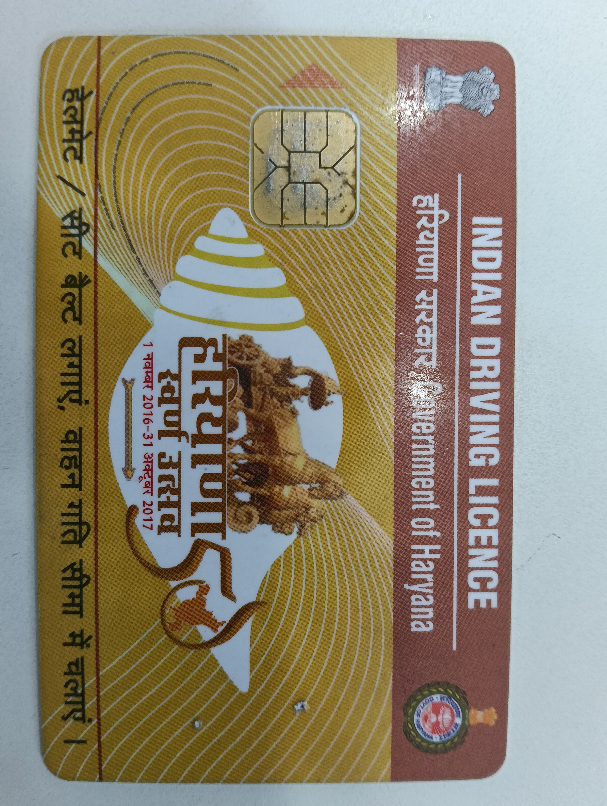 INDIAN DRIVING LICENCE
हरियाणा सरकार Government of Haryana
हरियाणा
स्वर्ण उत्सव
1 नवम्बर 2016-31 अक्टूबर 2017
50
हेलमेट / सीट बैल्ट लगाएं, वाहन गति सीमा में चलाएं ।